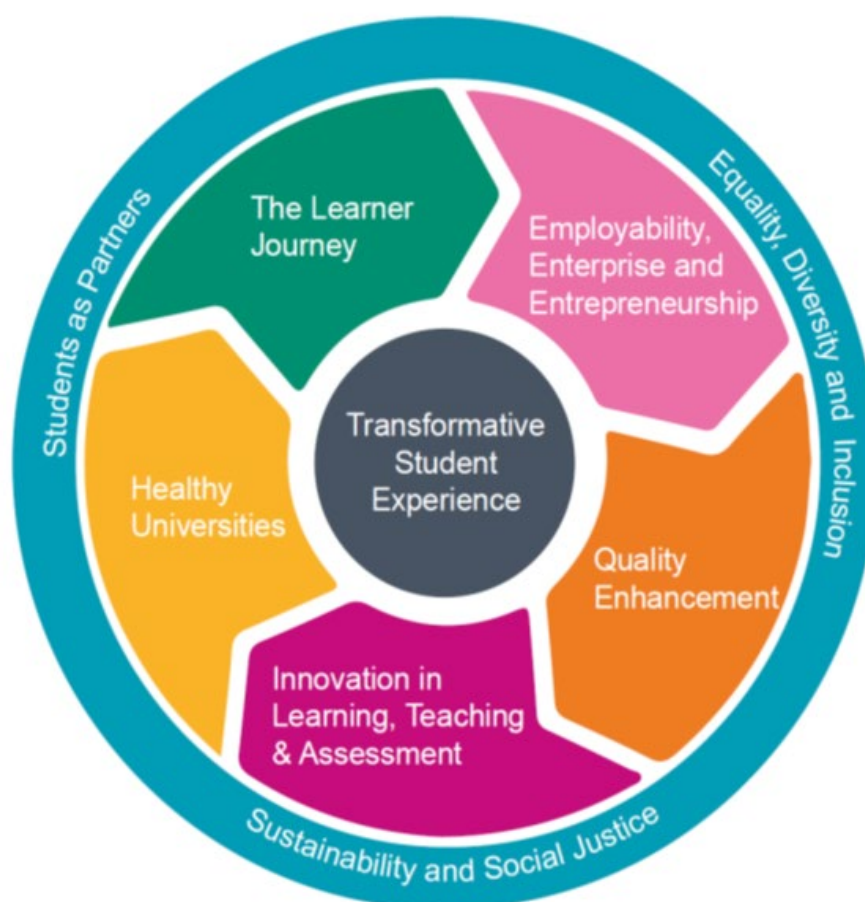 Students as Partners
Equality, Diversity and Inclusion
The Learner
Journey
Employability,
Enterprise and
Entrepreneurship
Transformative
Student
Experience
Healthy
Universities
Quality
Enhancement
Innovation in
Learning, Teaching
& Assessment
Sustainability and Social Justice